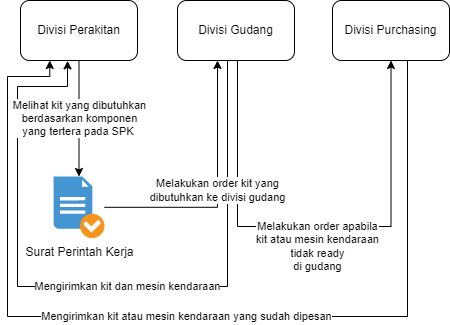 Divisi Perakitan
Divisi Gudang
Divisi Purchasing
Melihat kit yang dibutuhkan
berdasarkan komponen
yang tertera pada SPK
Melakukan order kit yang
dibutuhkan ke divisi gudang
Melakukan order apabila
kit atau mesin kendaraan
tidak ready
di gudang
Surat Perintah Kerja
Mengirimkan kit dan mesin kendaraan
Mengirimkan kit atau mesin kendaraan yang sudah dipesan